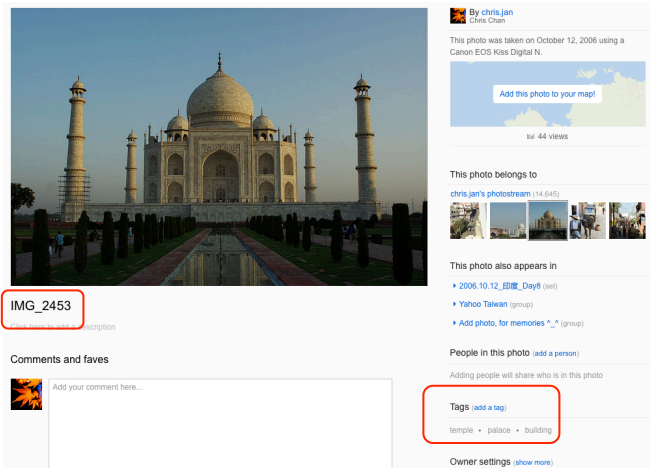 By chris.jan
Chris Chan
This photo was taken on October 12, 2006 using a
Canon EOS Kiss Digital N.
Add this photo to your map!
44 views
This photo belongs to
chris.jan's photostream (14,645)
This photo also appears in
2006.10.12_印度_Day8 (set)
Yahoo Taiwan (group)
Add photo, for memories ^_^ (group)
People in this photo (add a person)
Adding people will share who is in this photo
Tags (add a tag)
temple • palace • building
Owner settings (show more)
IMG_2453
Click here to add a description
Comments and faves
Add your comment here...